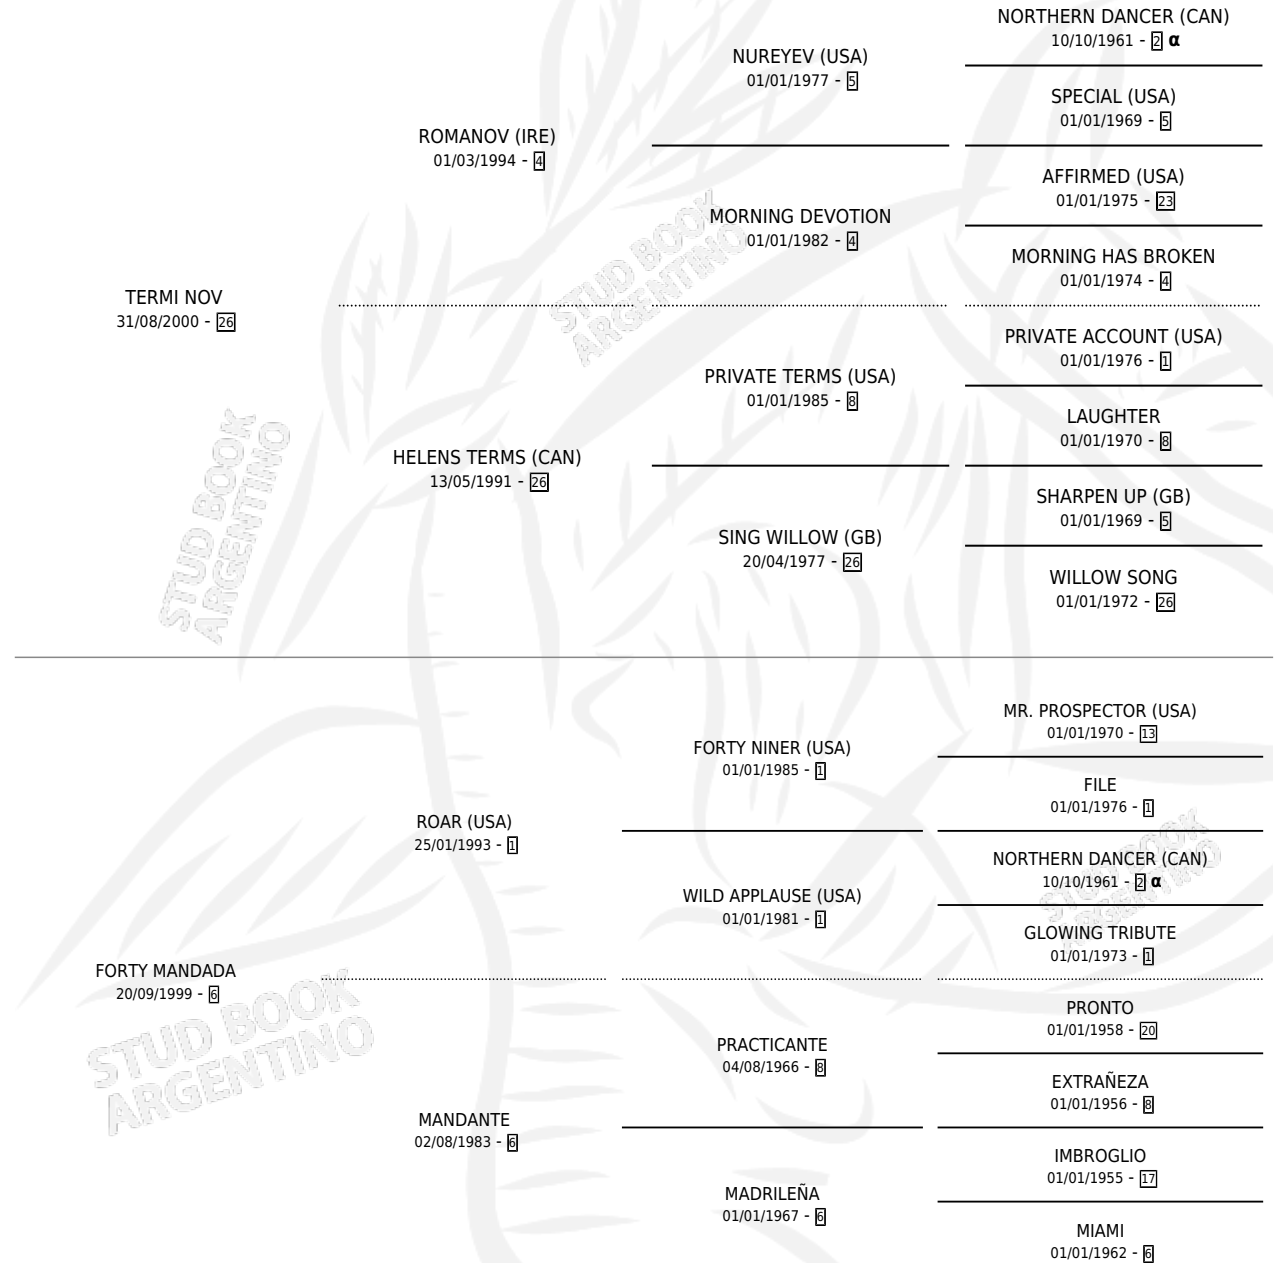 NORTHERN DANCER (CAN)
10/10/1961 - 2 α
NUREYEV (USA)
01/01/1977 - 5
SPECIAL (USA)
01/01/1969 - 5
ROMANOV (IRE)
01/03/1994 - 4
AFFIRMED (USA)
01/01/1975 - 23
MORNING DEVOTION
01/01/1982 - 4
MORNING HAS BROKEN
01/01/1974 - 4
TERMI NOV
31/08/2000 - 26
PRIVATE ACCOUNT (USA)
01/01/1976 - 1
PRIVATE TERMS (USA)
01/01/1985 - 8
LAUGHTER
01/01/1970 - 8
HELENS TERMS (CAN)
13/05/1991 - 26
SHARPEN UP (GB)
01/01/1969 - 5
SING WILLOW (GB)
20/04/1977 - 26
WILLOW SONG
01/01/1972 - 26
STUD BOOK
ARGENTINO
STUD BOOK
ARGENTINO
MR. PROSPECTOR (USA)
01/01/1970 - 13
FORTY NINER (USA)
01/01/1985 - 1
FILE
01/01/1976 - 1
ROAR (USA)
25/01/1993 - 1
NORTHERN DANCER (CAN)
10/10/1961 - 2 α
WILD APPLAUSE (USA)
01/01/1981 - 1
GLOWING TRIBUTE
01/01/1973 - 1
FORTY MANDADA
20/09/1999 - 6
PRONTO
01/01/1958 - 20
PRACTICANTE
04/08/1966 - 8
EXTRAÑEZA
01/01/1956 - 8
MANDANTE
02/08/1983 - 6
IMBROGLIO
01/01/1955 - 17
MADRILEÑA
01/01/1967 - 6
MIAMI
01/01/1962 - 6
STUD BOOK
ARGENTINO
STUD BOOK
ARGENTINO